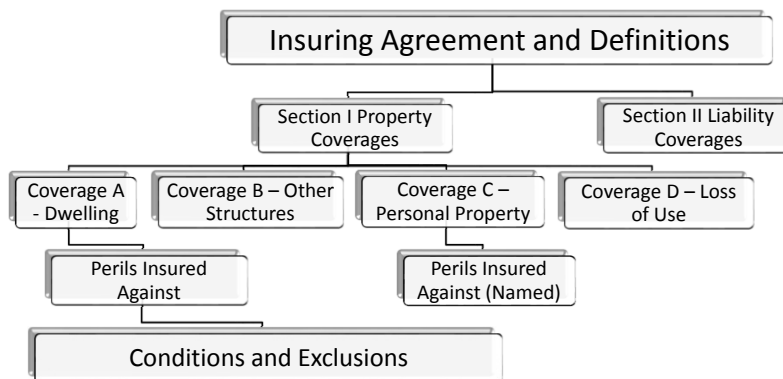 Insuring Agreement and Definitions
Section I Property
Coverages
Section II Liability
Coverages
Coverage A
- Dwelling
Coverage B – Other
Structures
Coverage C –
Personal Property
Coverage D – Loss
of Use
Perils Insured
Against
Perils Insured
Against (Named)
Conditions and Exclusions